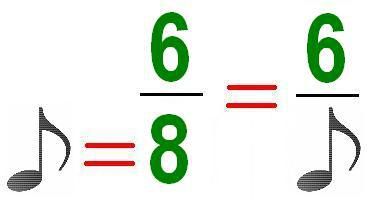 6 = 6
♪ = 8 ♪